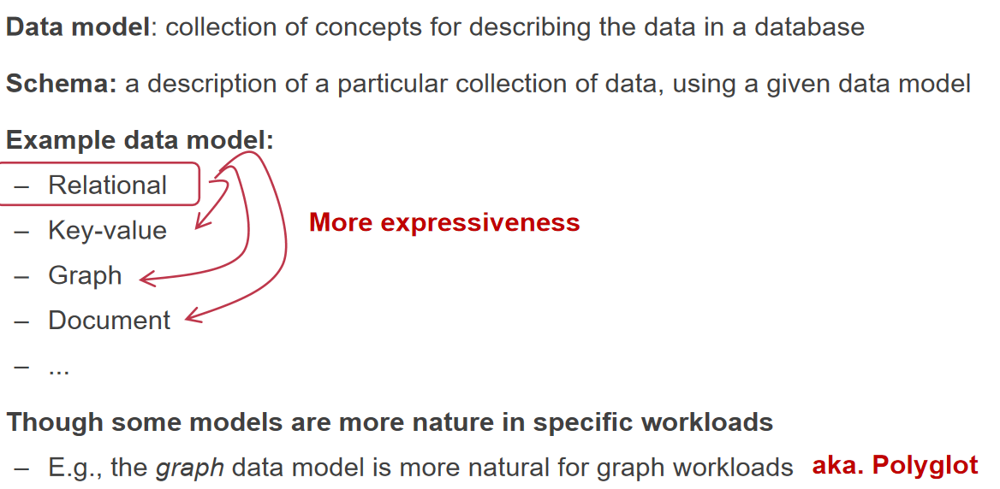 Data model: collection of concepts for describing the data in a database
Schema: a description of a particular collection of data, using a given data model
Example data model:
– Relational
– Key-value
More expressiveness
– Graph
– Document
– ...
Though some models are more nature in specific workloads
– E.g., the graph data model is more natural for graph workloads aka. Polyglot